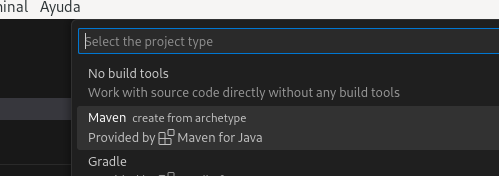 minal Ayuda
Select the project type
No build tools
Work with source code directly without any build tools
Maven create from archetype
Provided by Maven for Java
Gradle